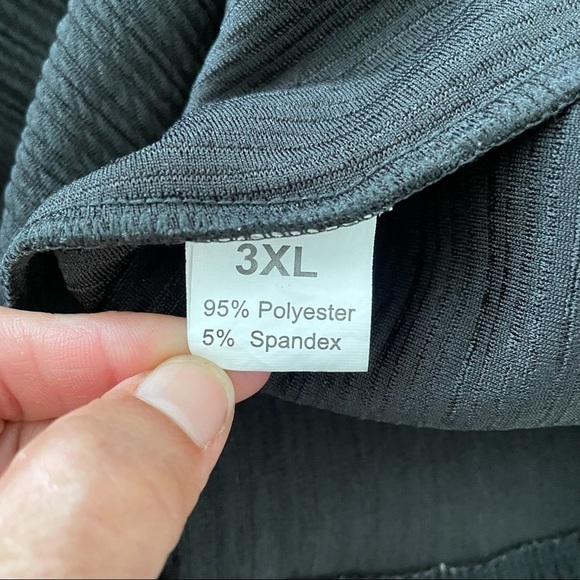 3XL
95% Polyester
5% Spandex